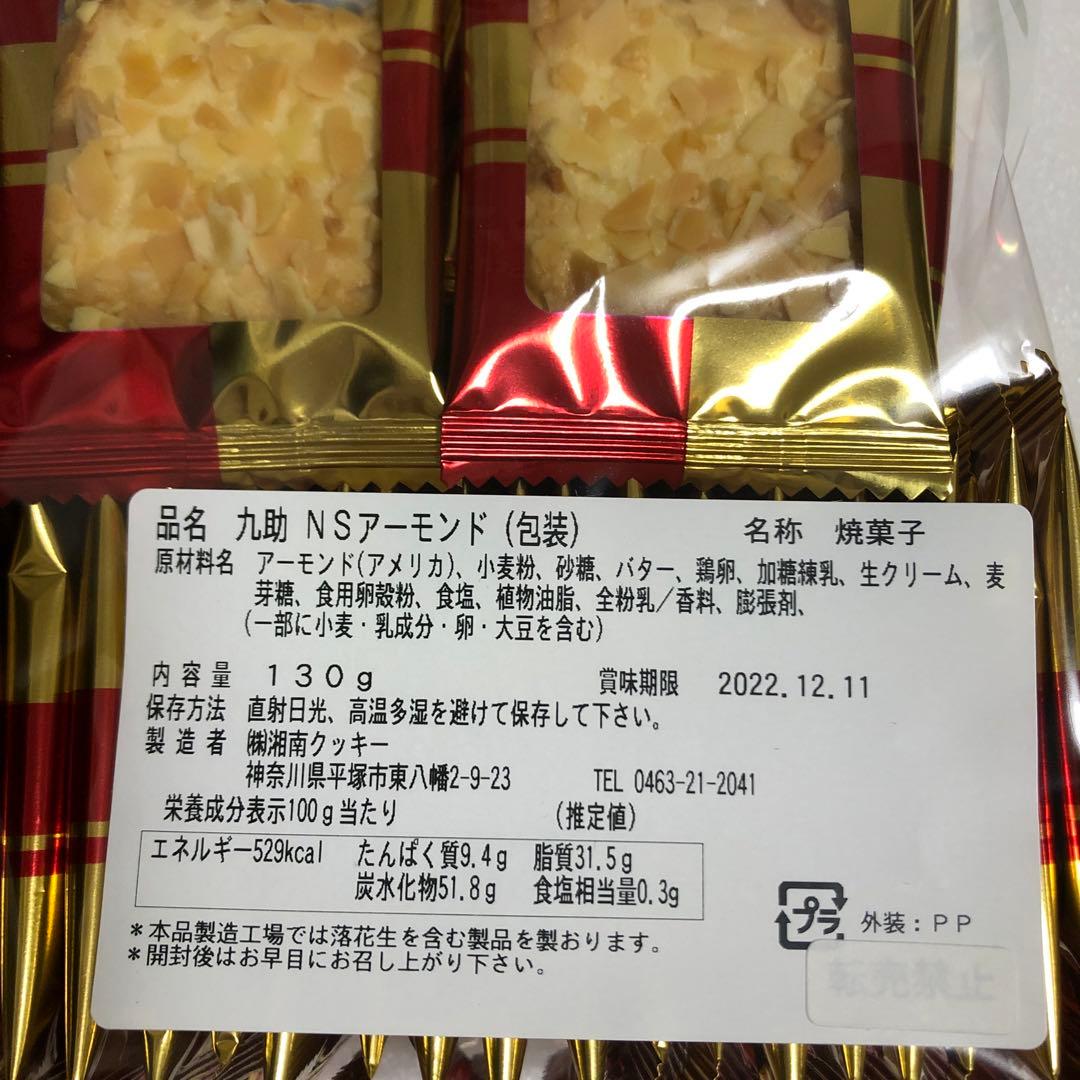 品名 九助 NSアーモンド(包装) 名称 焼菓子
原材料名 アーモンド(アメリカ)、小麦粉、砂糖、バター、鶏卵、加糖練乳、生クリーム、麦
芽糖、食用卵殻粉、食塩、植物油脂、全粉乳/香料、膨張剤、
(一部に小麦・乳成分・卵・大豆を含む)
内容量 130g 賞味期限 2022.12.11
保存方法 直射日光、高温多湿を避けて保存して下さい。
製造者 ㈱湘南クッキー
神奈川県平塚市東八幡2-9-23 TEL 0463-21-2041
栄養成分表示100g当たり (推定値)
エネルギー529kcal たんぱく質9.4g 脂質31.5g
炭水化物51.8g 食塩相当量0.3g
プラ 外装:PP
*本品製造工場では落花生を含む製品を製おります。
*開封後はお早目にお召し上がり下さい。
転売禁止